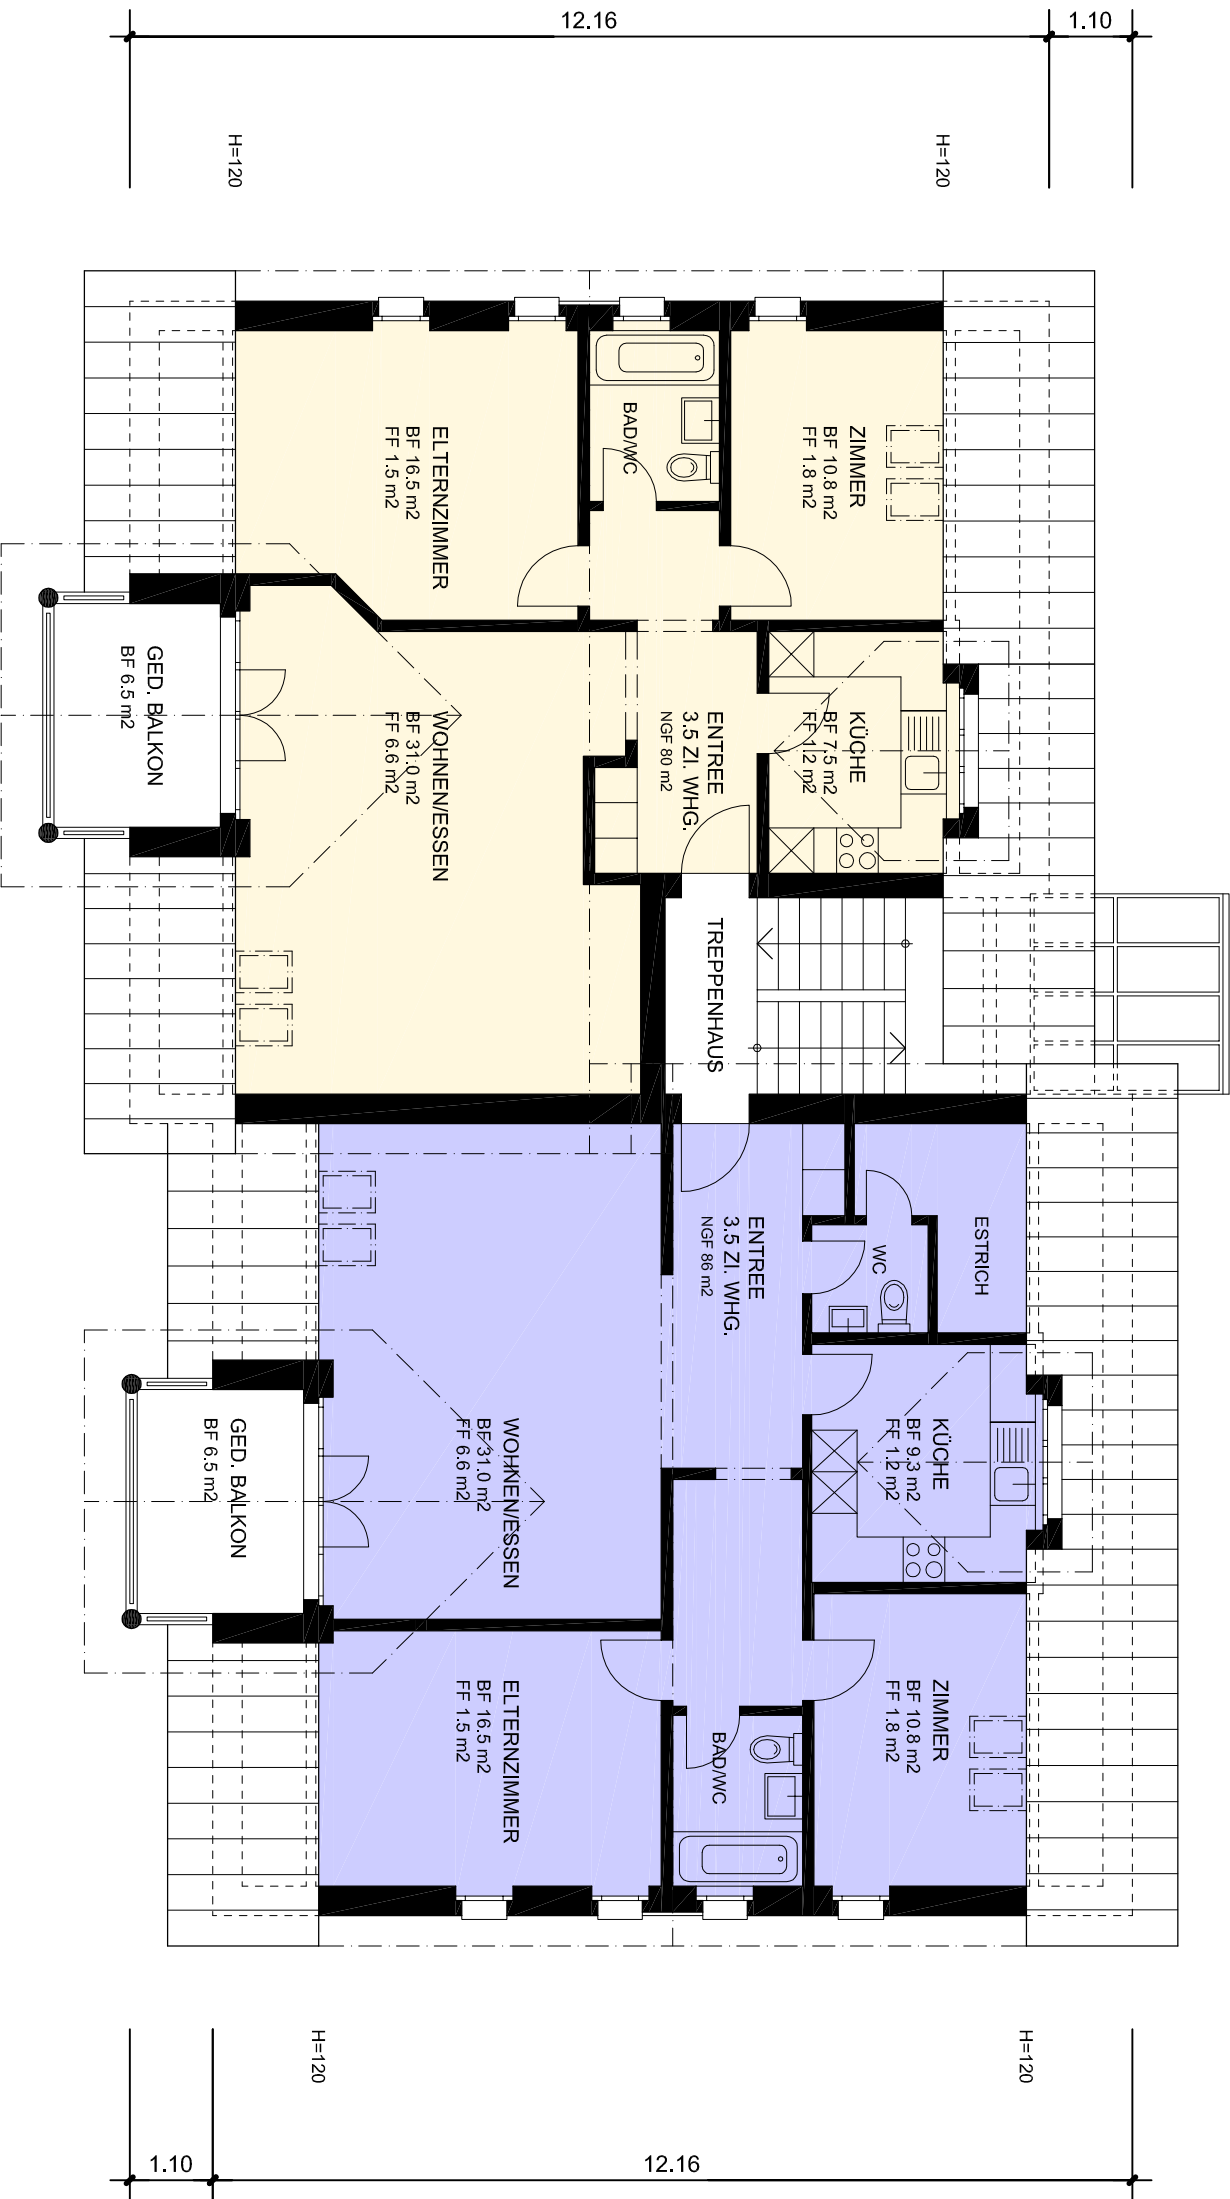 12.16
1.10
H=120
H=120
ELTERNZIMMER
BF 16.5 m2
FF 1.5 m2
BAD/WC
ZIMMER
BF 10.8 m2
FF 1.8 m2
GED. BALKON
BF 6.5 m2
WOHNEN/ESSEN
BF 31.0 m2
FF 6.6 m2
ENTREE
3.5 ZI. WHG.
NGF 80 m2
KÜCHE
BF 7.5 m2
FF 1.2 m2
TREPPENHAUS
ENTREE
3.5 ZI. WHG.
NGF 86 m2
WC
ESTRICH
GED. BALKON
BF 6.5 m2
WOHNEN/ESSEN
BF 31.0 m2
FF 6.6 m2
KÜCHE
BF 9.3 m2
FF 1.2 m2
ELTERNZIMMER
BF 16.5 m2
FF 1.5 m2
BAD/WC
ZIMMER
BF 10.8 m2
FF 1.8 m2
H=120
H=120
1.10
12.16